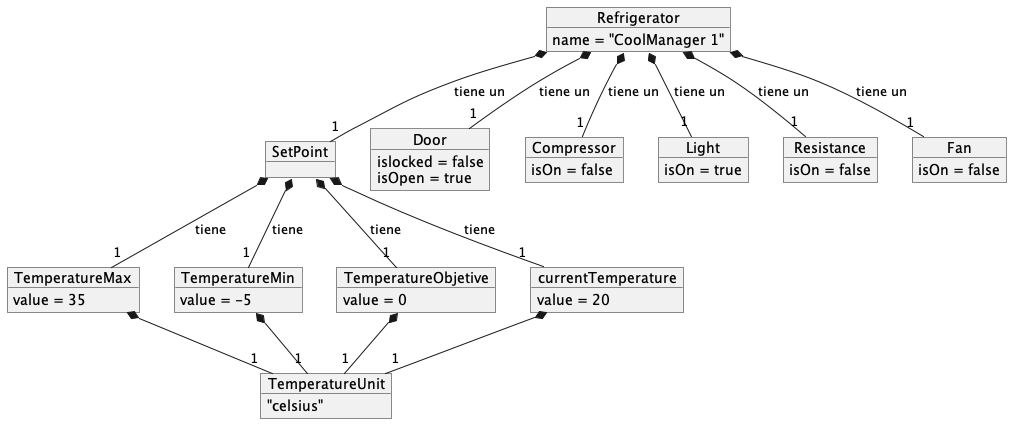 Refrigerator
name = "CoolManager 1"
tiene un
tiene un
tiene un
tiene un
tiene un
tiene un
1
1
1
1
1
1
SetPoint
Door
islocked = false
isOpen = true
Compressor
isOn = false
Light
isOn = true
Resistance
isOn = false
Fan
isOn = false
tiene
tiene
tiene
tiene
1
1
1
1
TemperatureMax
value = 35
TemperatureMin
value = -5
TemperatureObjetive
value = 0
currentTemperature
value = 20
1
1
1
1
TemperatureUnit
"celsius"